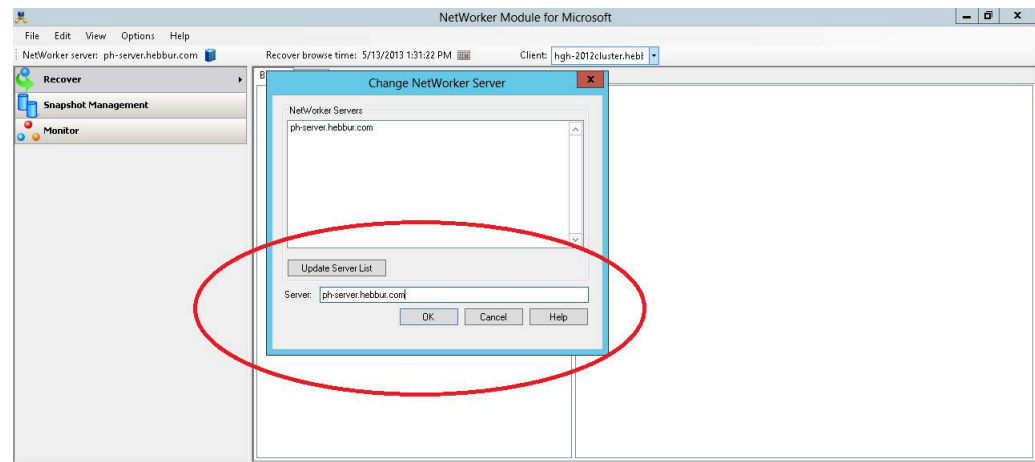 NetWorker Module for Microsoft
File Edit View Options Help
NetWorker server: ph-server.hebbur.com Recover browse time: 5/13/2013 1:31:22 PM Client: hgh-2012cluster.hebl
Recover
Snapshot Management
Monitor
Change NetWorker Server
x
NetWorker Servers
ph-server.hebbur.com
Update Server List
Server: ph-server.hebbur.com
OK Cancel Help